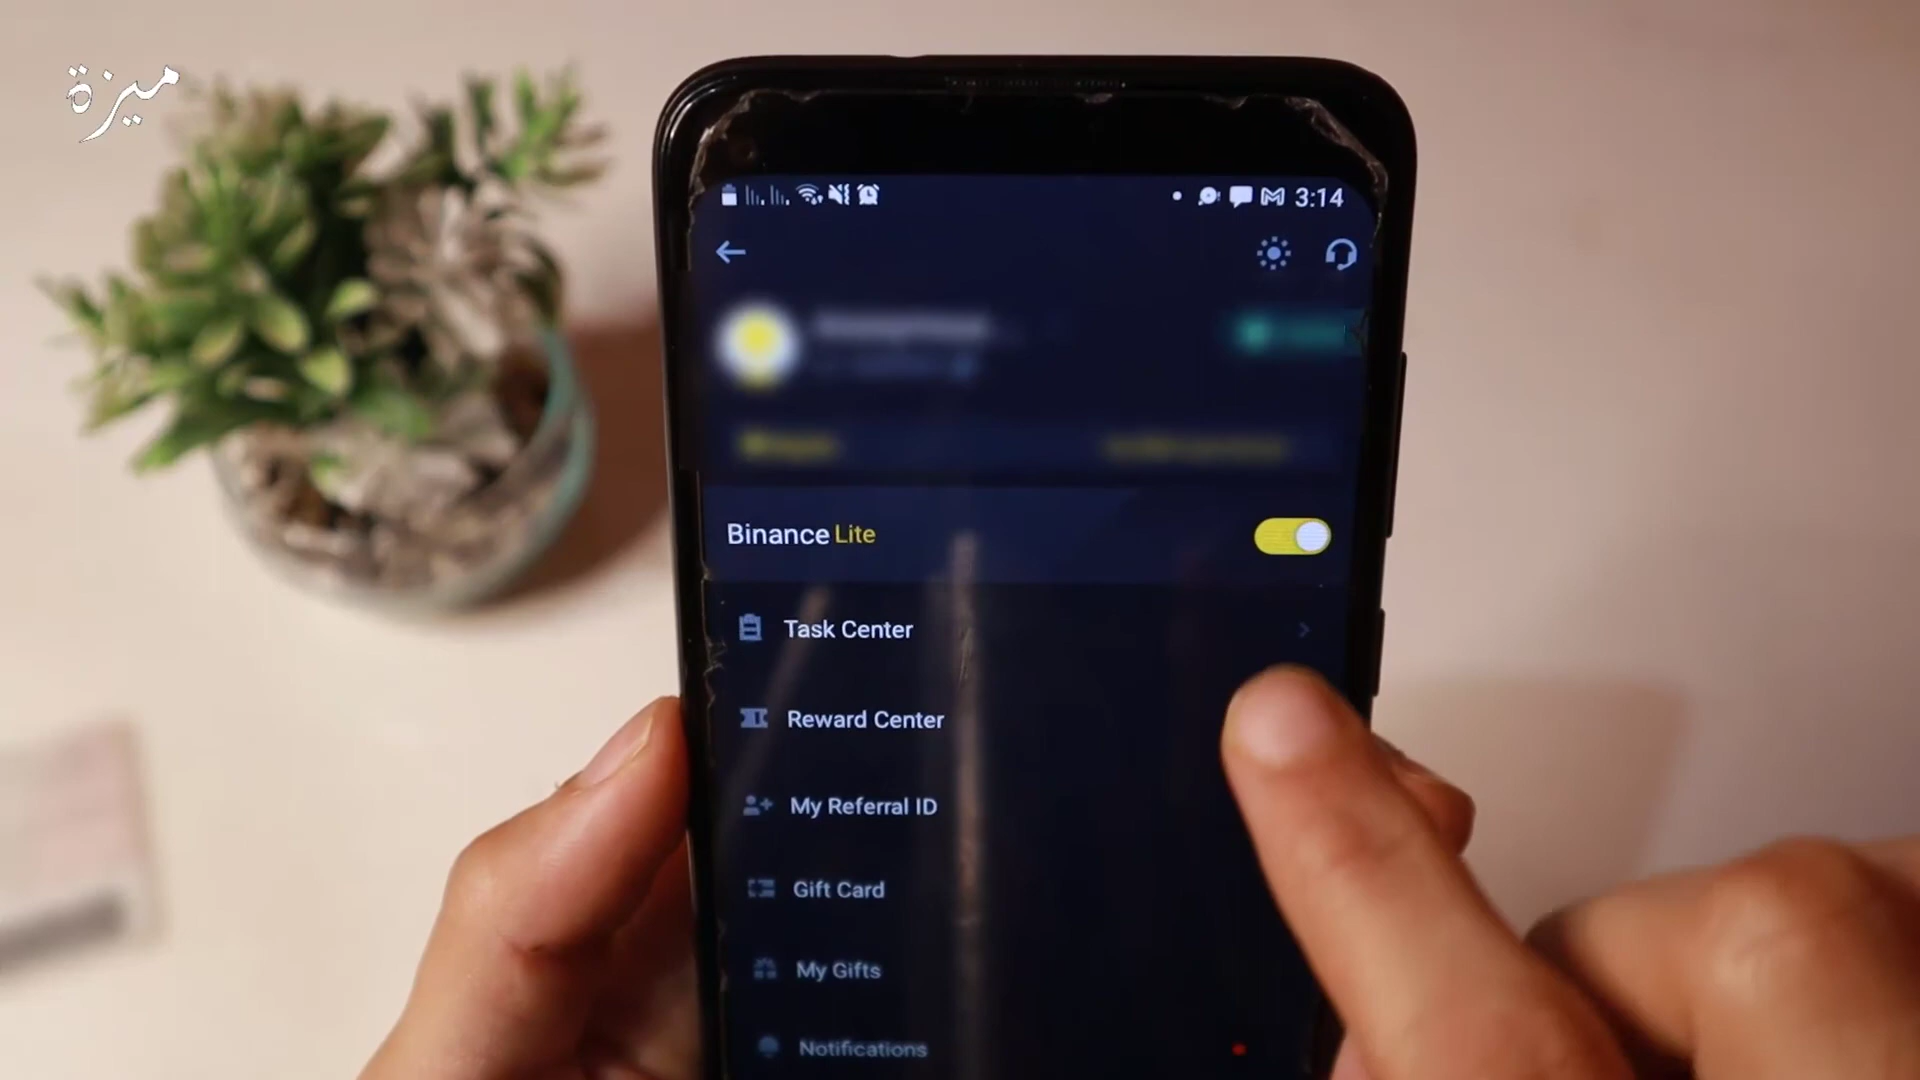 ميزة
3:14
Binance Lite
Task Center
Reward Center
My Referral ID
Gift Card
My Gifts
Notifications